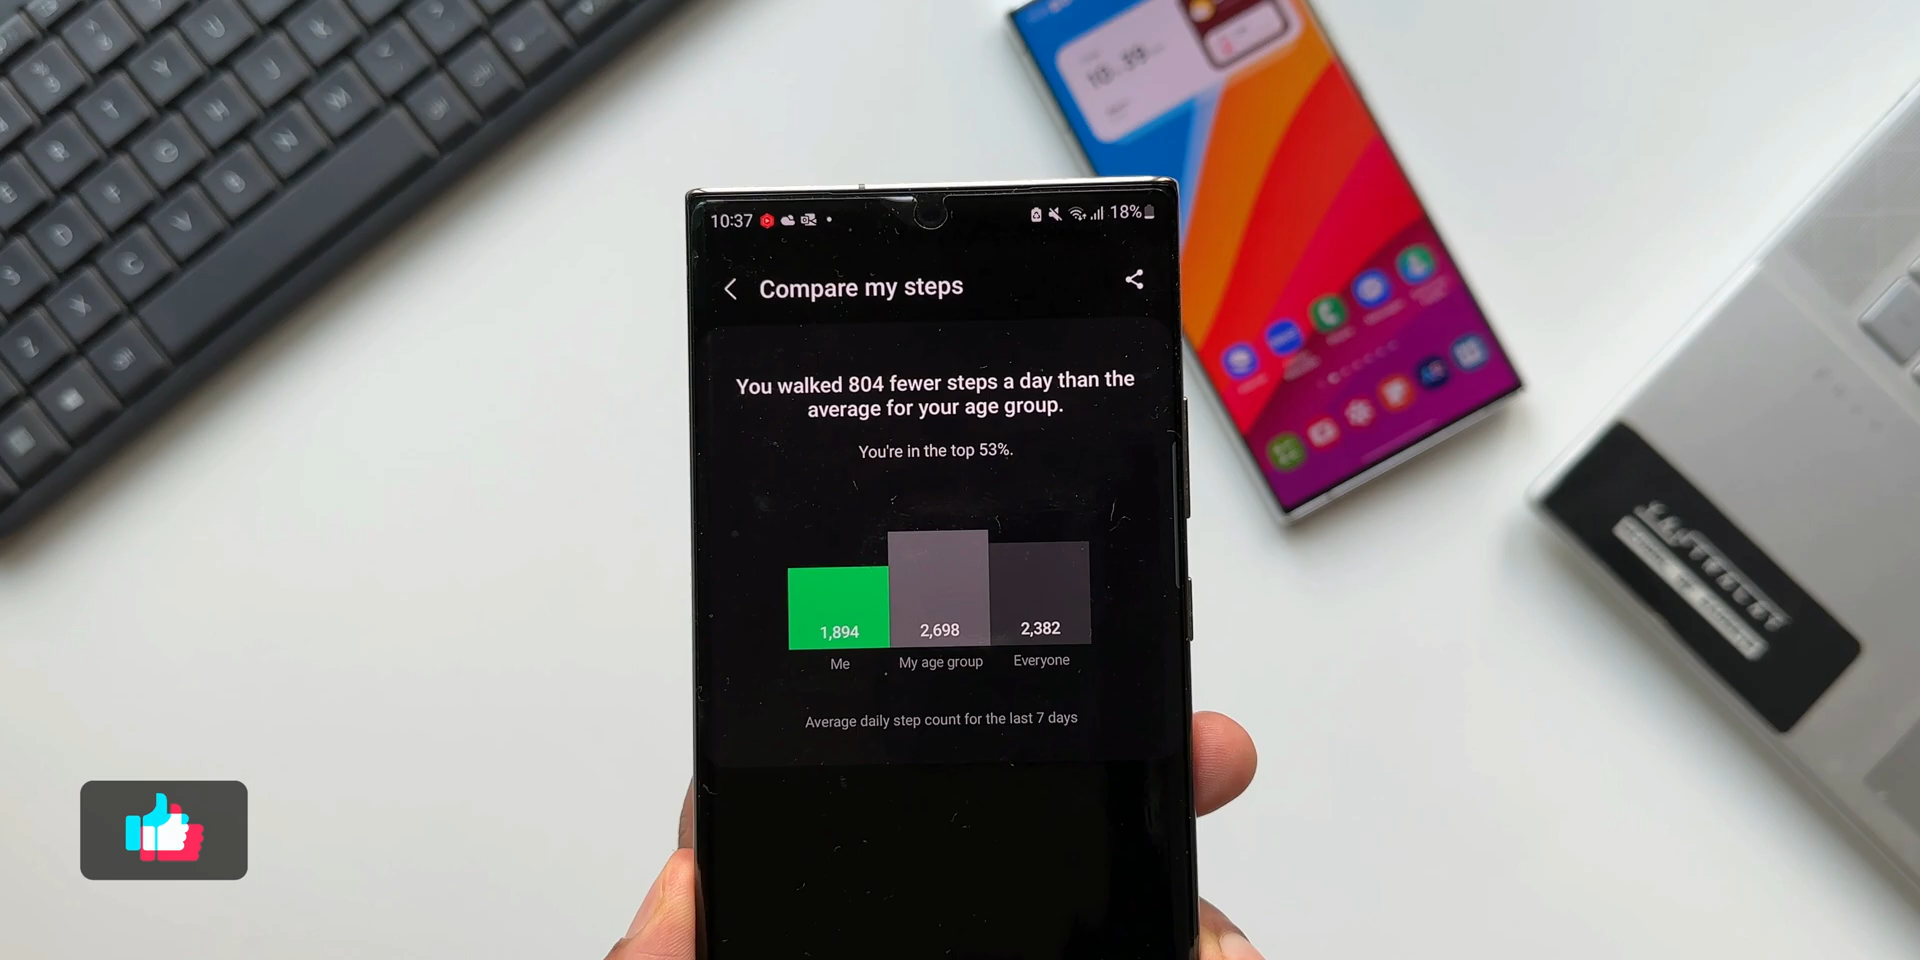 10:37
18%
Compare my steps
You walked 804 fewer steps a day than the
average for your age group.
You're in the top 53%.
1,894
2,698
2,382
Me
My age group
Everyone
Average daily step count for the last 7 days